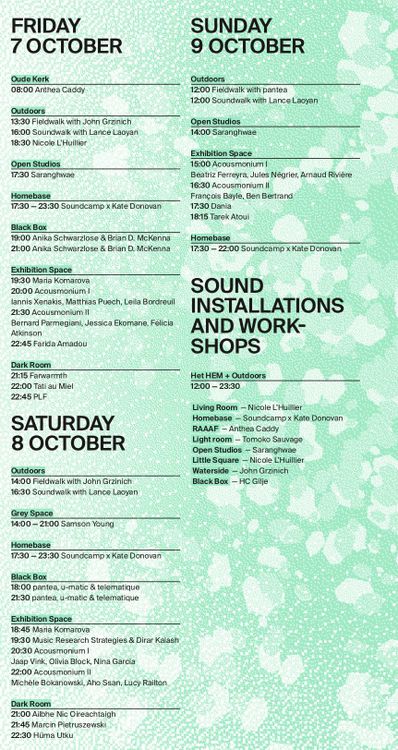 FRIDAY
7 OCTOBER
Oude Kerk
08:00 Anthea Caddy
Outdoors
13:30 Fieldwalk with John Grzinich
16:00 Soundwalk with Lance Laoyan
18:30 Nicole L'Huillier
Open Studios
17:30 Saranghwae
Homebase
17:30 – 23:30 Soundcamp x Kate Donovan
Black Box
19:00 Anika Schwarzlose & Brian D. McKenna
21:00 Anika Schwarzlose & Brian D. McKenna
Exhibition Space
19:30 Maria Komarova
20:00 Acousmonium I
Iannis Xenakis, Matthias Puech, Leila Bordreuil
21:30 Acousmonium II
Bernard Parmegiani, Jessica Ekomane, Félicia
Atkinson
22:45 Farida Amadou
Dark Room
21:15 Farwarmth
22:00 Tati au Miel
22:45 PLF
SATURDAY
8 OCTOBER
Outdoors
14:00 Fieldwalk with John Grzinich
16:30 Soundwalk with Lance Laoyan
Grey Space
14:00 – 21:00 Samson Young
Homebase
17:30 – 23:30 Soundcamp x Kate Donovan
Black Box
18:00 pantea, u-matic & telematique
21:30 pantea, u-matic & telematique
Exhibition Space
18:45 Maria Komarova
19:30 Music Research Strategies & Dirar Kalash
20:30 Acousmonium I
Jaap Vink, Olivia Block, Nina Garcia
22:00 Acousmonium II
Michèle Bokanowski, Aho Ssan, Lucy Railton
Dark Room
21:00 Ailbhe Nic Oireachtaigh
21:45 Marcin Pietruszewski
22:30 Hüma Utku
SUNDAY
9 OCTOBER
Outdoors
12:00 Fieldwalk with pantea
12:00 Soundwalk with Lance Laoyan
Open Studios
14:00 Saranghwae
Exhibition Space
15:00 Acousmonium I
Beatriz Ferreyra, Jules Négrier, Arnaud Rivière
16:30 Acousmonium II
François Bayle, Ben Bertrand
17:30 Dania
18:15 Tarek Atoui
Homebase
17:30 – 22:00 Soundcamp x Kate Donovan
SOUND
INSTALLATIONS
AND WORK-
SHOPS
Het HEM + Outdoors
12:00 – 23:30
Living Room – Nicole L'Huillier
Homebase – Soundcamp x Kate Donovan
RAAAF – Anthea Caddy
Light room – Tomoko Sauvage
Open Studios – Saranghwae
Little Square – Nicole L'Huillier
Waterside – John Grzinich
Black Box – HC Gilje